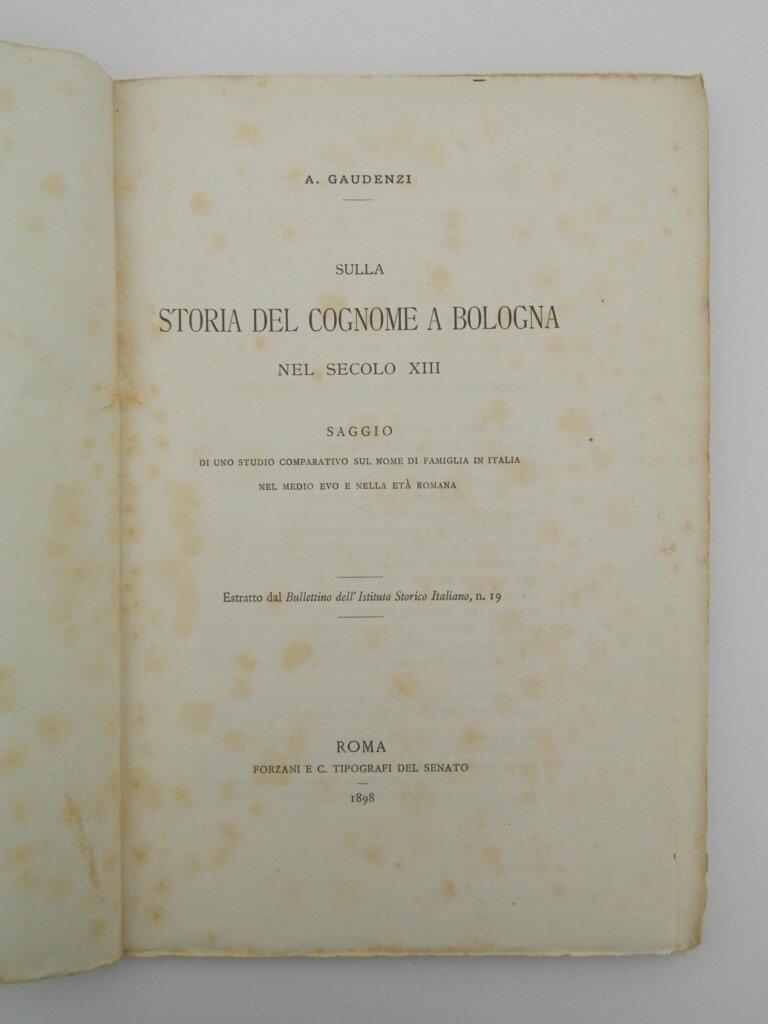 A. GAUDENZI
SULLA
STORIA DEL COGNOME A BOLOGNA
NEL SECOLO XIII
SAGGIO
DI UNO STUDIO COMPARATIVO SUL NOME DI FAMIGLIA IN ITALIA
NEL MEDIO EVO E NELLA ETÀ ROMANA
Estratto dal Bullettino dell' Istituto Storico Italiano, n. 19
ROMA
FORZANI E C. TIPOGRAFI DEL SENATO
1898